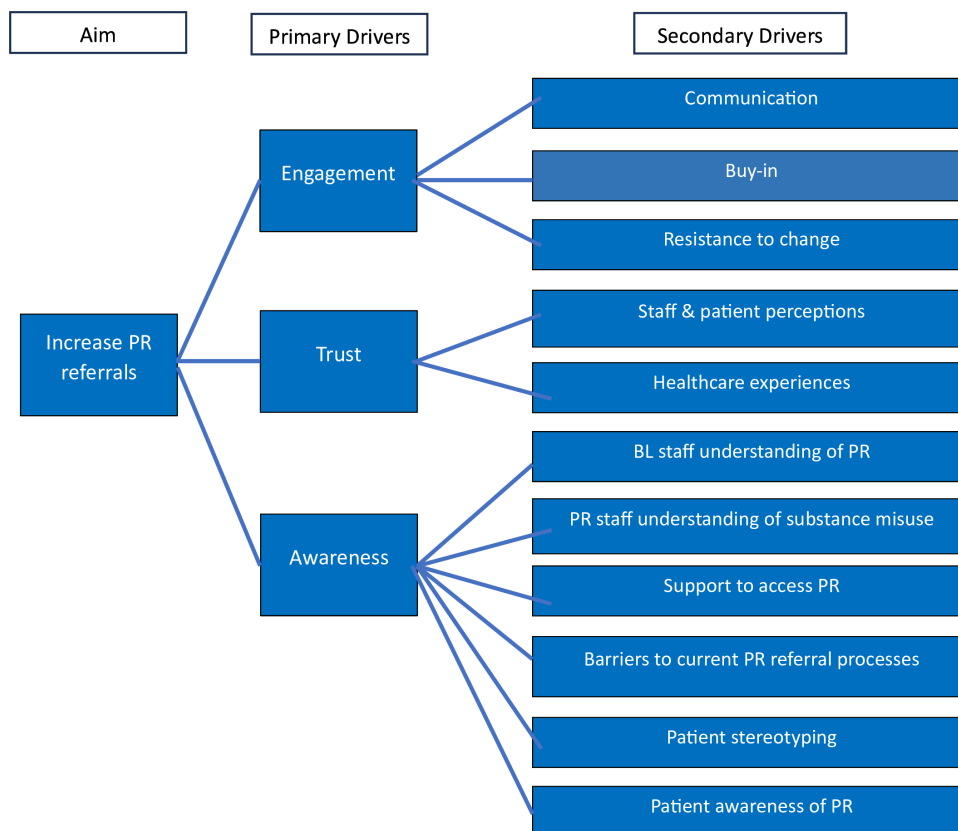 Aim
Primary Drivers
Secondary Drivers
Communication
Engagement
Buy-in
Resistance to change
Increase PR
referrals
Trust
Staff & patient perceptions
Healthcare experiences
Awareness
BL staff understanding of PR
PR staff understanding of substance misuse
Support to access PR
Barriers to current PR referral processes
Patient stereotyping
Patient awareness of PR